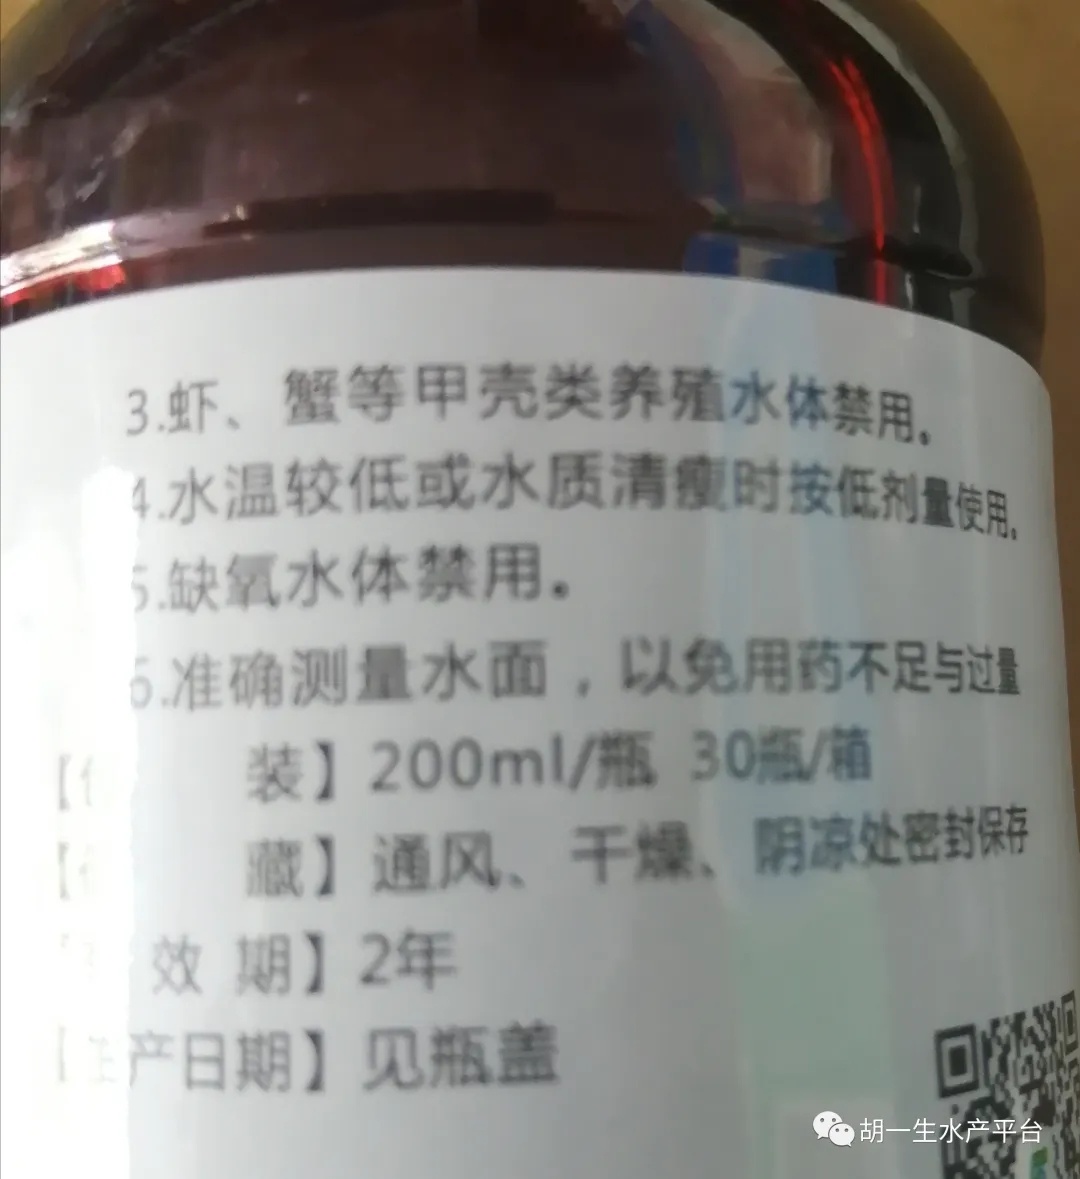 3.虾、蟹等甲壳类养殖水体禁用。
4.水温较低或水质清瘦时按低剂量使用。
5.缺氧水体禁用。
6.准确测量水面，以免用药不足与过量
【 装】200ml/瓶 30瓶/箱
【 藏】通风、干燥、阴凉处密封保存
效 期】2年
【生产日期】见瓶盖
胡一生水产平台